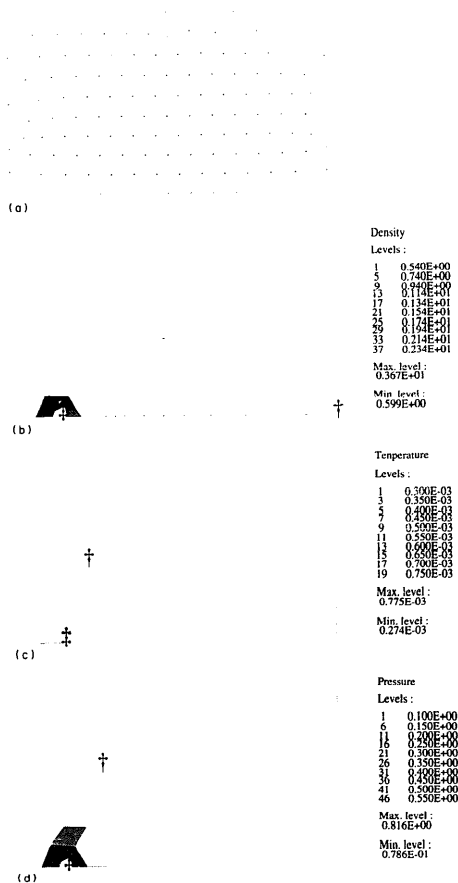 (a)
Density
Levels :
1 0.540E+00
5 0.740E+00
9 0.940E+00
13 0.114E+01
17 0.134E+01
21 0.154E+01
25 0.174E+01
29 0.194E+01
33 0.214E+01
37 0.234E+01
Max. level :
0.367E+01
Min. level :
0.599E+00
†
‡
(b)
Tenperature
Levels :
1 0.300E-03
3 0.350E-03
5 0.400E-03
7 0.450E-03
9 0.500E-03
11 0.550E-03
13 0.600E-03
15 0.650E-03
17 0.700E-03
19 0.750E-03
Max. level :
0.775E-03
Min. level :
0.274E-03
†
‡
(c)
Pressure
Levels :
1 0.100E+00
6 0.150E+00
11 0.200E+00
16 0.250E+00
21 0.300E+00
26 0.350E+00
31 0.400E+00
36 0.450E+00
41 0.500E+00
46 0.550E+00
Max. level :
0.816E+00
Min. level :
0.786E-01
†
‡
(d)